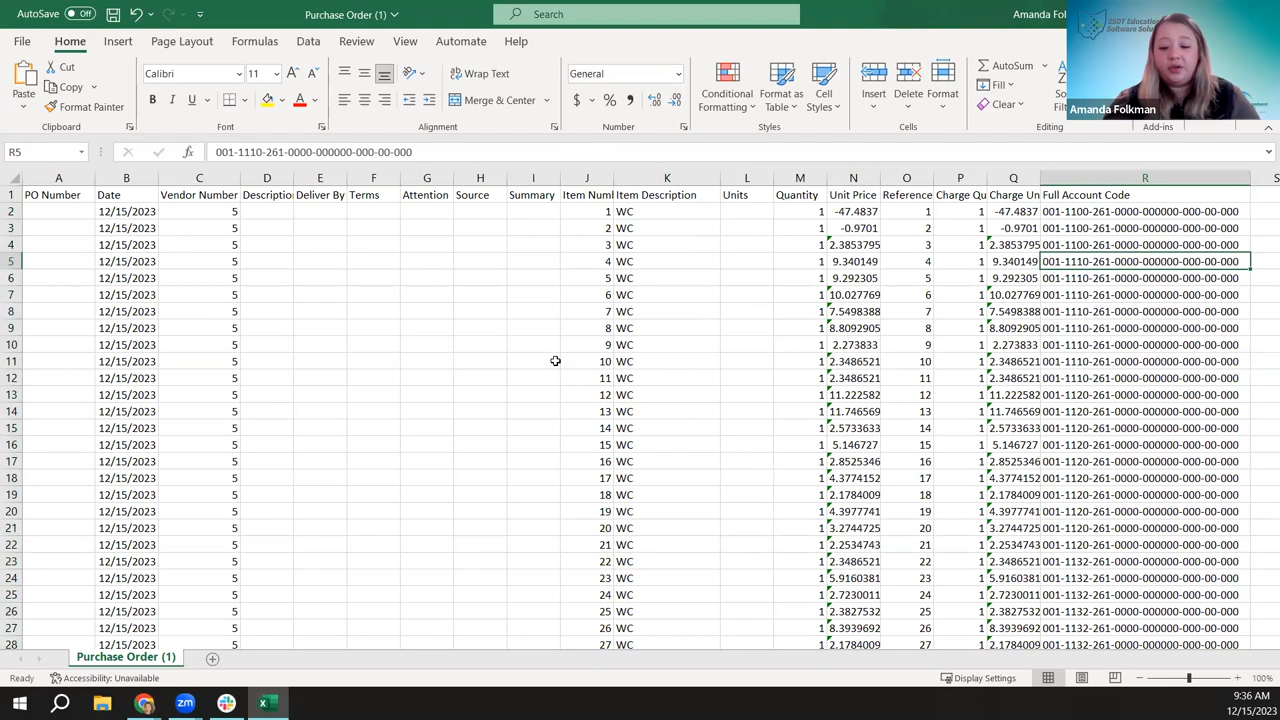 AutoSave Off Purchase Order (1) Search Amanda Fo
SSDT Education
Software Solu
Amanda Folkman
File Home Insert Page Layout Formulas Data Review View Automate Help
Paste Cut Copy Format Painter Clipboard
Calibri 11 B I U A Font
Wrap Text Merge & Center Alignment
General $ % , Number
Conditional Formatting Format as Table Cell Styles Styles
Insert Delete Format Cells
AutoSum Fill Clear Editing
Add-ins
R5 fx 001-1110-261-0000-000000-000-00-000
A B C D E F G H I J K L M N O P Q R S
1 PO Number Date Vendor Number Descriptio Deliver By Terms Attention Source Summary Item Numl Item Description Units Quantity Unit Price Reference Charge Qu Charge Un Full Account Code
2 12/15/2023 5 1 WC 1 -47.4837 1 1 -47.4837 001-1100-261-0000-000000-000-00-000
3 12/15/2023 5 2 WC 1 -0.9701 2 1 -0.9701 001-1100-261-0000-000000-000-00-000
4 12/15/2023 5 3 WC 1 2.3853795 3 1 2.3853795 001-1100-261-0000-000000-000-00-000
5 12/15/2023 5 4 WC 1 9.340149 4 1 9.340149 001-1110-261-0000-000000-000-00-000
6 12/15/2023 5 5 WC 1 9.292305 5 1 9.292305 001-1110-261-0000-000000-000-00-000
7 12/15/2023 5 6 WC 1 10.027769 6 1 10.027769 001-1110-261-0000-000000-000-00-000
8 12/15/2023 5 7 WC 1 7.5498388 7 1 7.5498388 001-1110-261-0000-000000-000-00-000
9 12/15/2023 5 8 WC 1 8.8092905 8 1 8.8092905 001-1110-261-0000-000000-000-00-000
10 12/15/2023 5 9 WC 1 2.273833 9 1 2.273833 001-1110-261-0000-000000-000-00-000
11 12/15/2023 5 10 WC 1 2.3486521 10 1 2.3486521 001-1110-261-0000-000000-000-00-000
12 12/15/2023 5 11 WC 1 2.3486521 11 1 2.3486521 001-1110-261-0000-000000-000-00-000
13 12/15/2023 5 12 WC 1 11.222582 12 1 11.222582 001-1120-261-0000-000000-000-00-000
14 12/15/2023 5 13 WC 1 11.746569 13 1 11.746569 001-1120-261-0000-000000-000-00-000
15 12/15/2023 5 14 WC 1 2.5733633 14 1 2.5733633 001-1120-261-0000-000000-000-00-000
16 12/15/2023 5 15 WC 1 5.146727 15 1 5.146727 001-1120-261-0000-000000-000-00-000
17 12/15/2023 5 16 WC 1 2.8525346 16 1 2.8525346 001-1120-261-0000-000000-000-00-000
18 12/15/2023 5 17 WC 1 4.3774152 17 1 4.3774152 001-1120-261-0000-000000-000-00-000
19 12/15/2023 5 18 WC 1 2.1784009 18 1 2.1784009 001-1120-261-0000-000000-000-00-000
20 12/15/2023 5 19 WC 1 4.3977741 19 1 4.3977741 001-1120-261-0000-000000-000-00-000
21 12/15/2023 5 20 WC 1 3.2744725 20 1 3.2744725 001-1120-261-0000-000000-000-00-000
22 12/15/2023 5 21 WC 1 2.2534743 21 1 2.2534743 001-1120-261-0000-000000-000-00-000
23 12/15/2023 5 22 WC 1 2.3486521 22 1 2.3486521 001-1132-261-0000-000000-000-00-000
24 12/15/2023 5 23 WC 1 5.9160381 23 1 5.9160381 001-1132-261-0000-000000-000-00-000
25 12/15/2023 5 24 WC 1 2.7230011 24 1 2.7230011 001-1132-261-0000-000000-000-00-000
26 12/15/2023 5 25 WC 1 2.3827532 25 1 2.3827532 001-1132-261-0000-000000-000-00-000
27 12/15/2023 5 26 WC 1 8.3939692 26 1 8.3939692 001-1132-261-0000-000000-000-00-000
28 12/15/2023 5 27 WC 1 2.1784009 27 1 2.1784009 001-1132-261-0000-000000-000-00-000
Purchase Order (1)
Ready Accessibility: Unavailable Display Settings 100%
zm
9:36 AM
12/15/2023